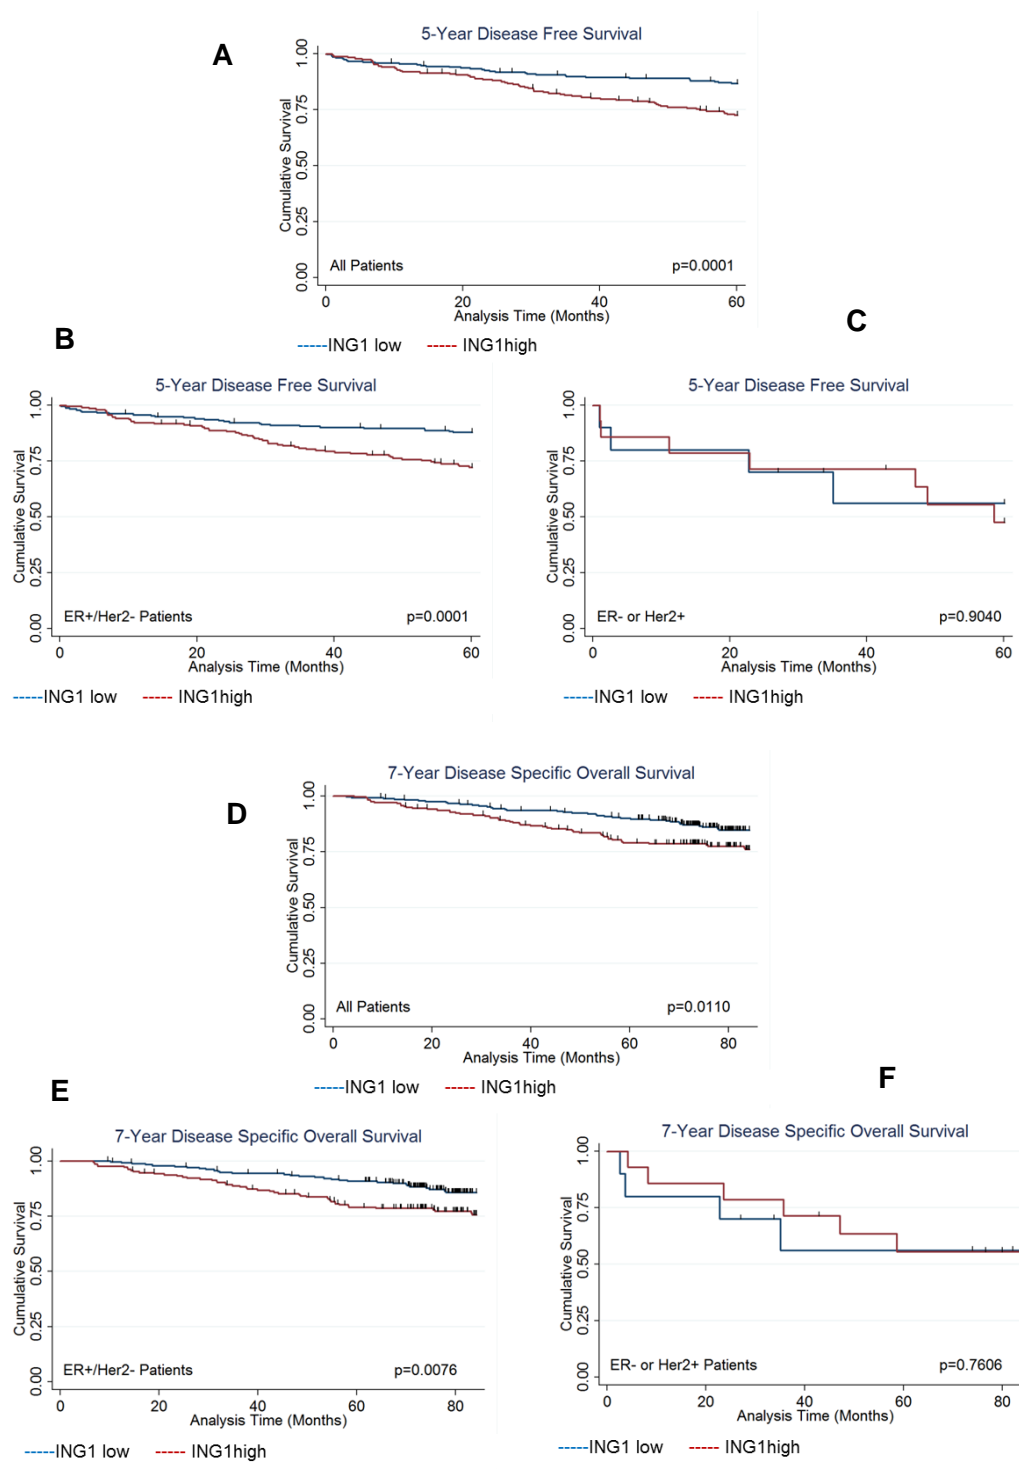 A
5-Year Disease Free Survival
Cumulative Survival
1.00
0.75
0.50
0.25
0.00
All Patients p=0.0001
0 20 40 60
Analysis Time (Months)
-----ING1 low ----- ING1high
B
5-Year Disease Free Survival
Cumulative Survival
1.00
0.75
0.50
0.25
0.00
ER+/Her2- Patients p=0.0001
0 20 40 60
Analysis Time (Months)
-----ING1 low ----- ING1high
C
5-Year Disease Free Survival
Cumulative Survival
1.00
0.75
0.50
0.25
0.00
ER- or Her2+ p=0.9040
0 20 40 60
Analysis Time (Months)
-----ING1 low ----- ING1high
D
7-Year Disease Specific Overall Survival
Cumulative Survival
1.00
0.75
0.50
0.25
0.00
All Patients p=0.0110
0 20 40 60 80
Analysis Time (Months)
-----ING1 low ----- ING1high
E
7-Year Disease Specific Overall Survival
Cumulative Survival
1.00
0.75
0.50
0.25
0.00
ER+/Her2- Patients p=0.0076
0 20 40 60 80
Analysis Time (Months)
-----ING1 low ----- ING1high
F
7-Year Disease Specific Overall Survival
Cumulative Survival
1.00
0.75
0.50
0.25
0.00
ER- or Her2+ Patients p=0.7606
0 20 40 60 80
Analysis Time (Months)
-----ING1 low ----- ING1high